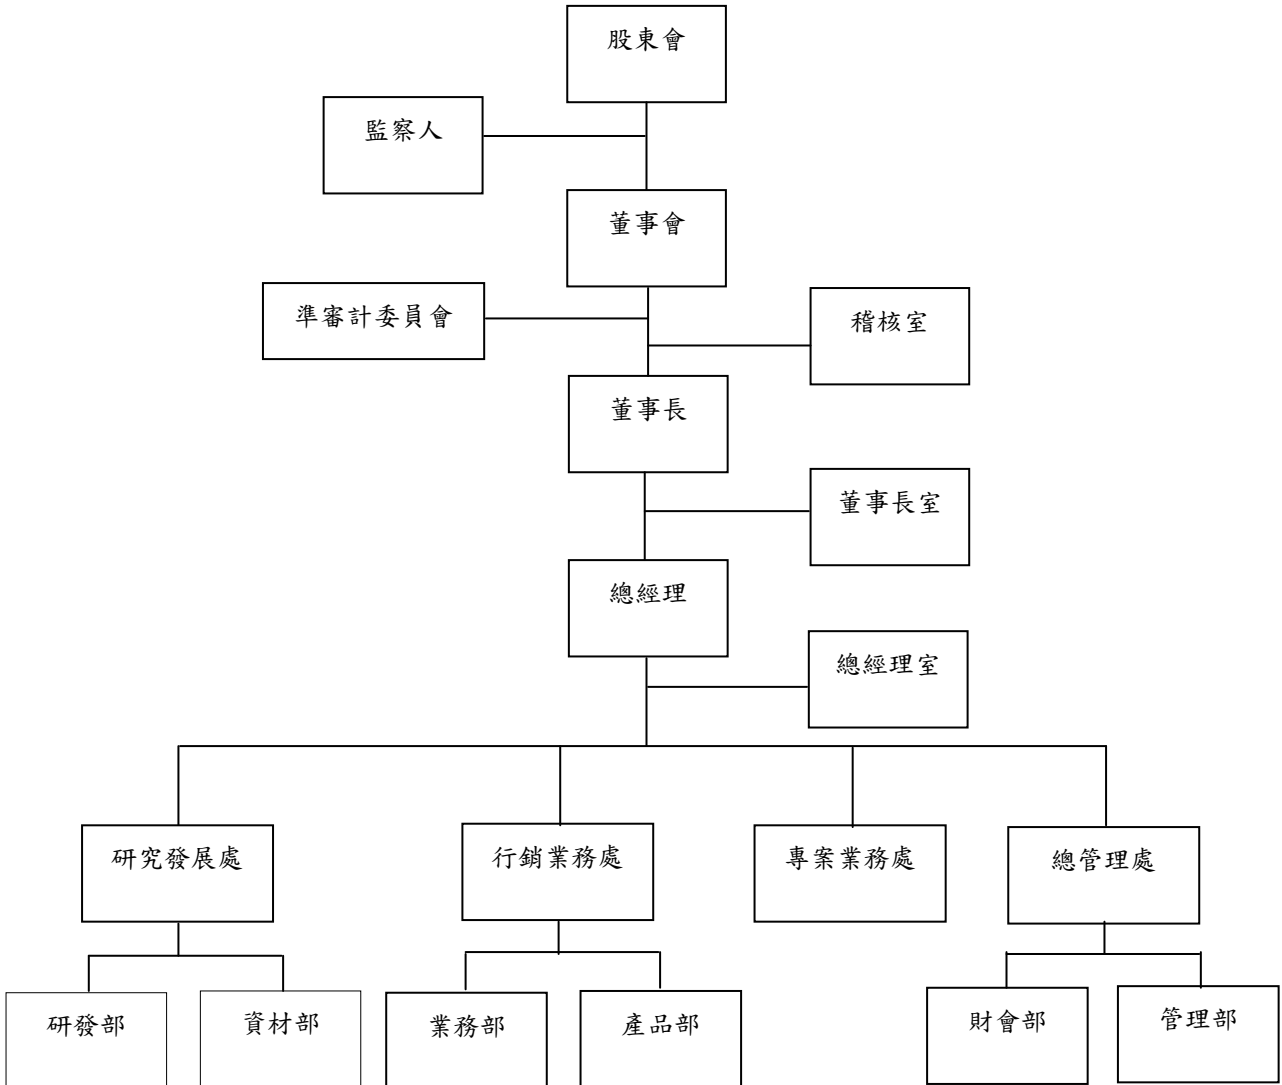 股東會
監察人
董事會
準審計委員會
稽核室
董事長
董事長室
總經理
總經理室
研究發展處
行銷業務處
專案業務處
總管理處
研發部
資材部
業務部
產品部
財會部
管理部